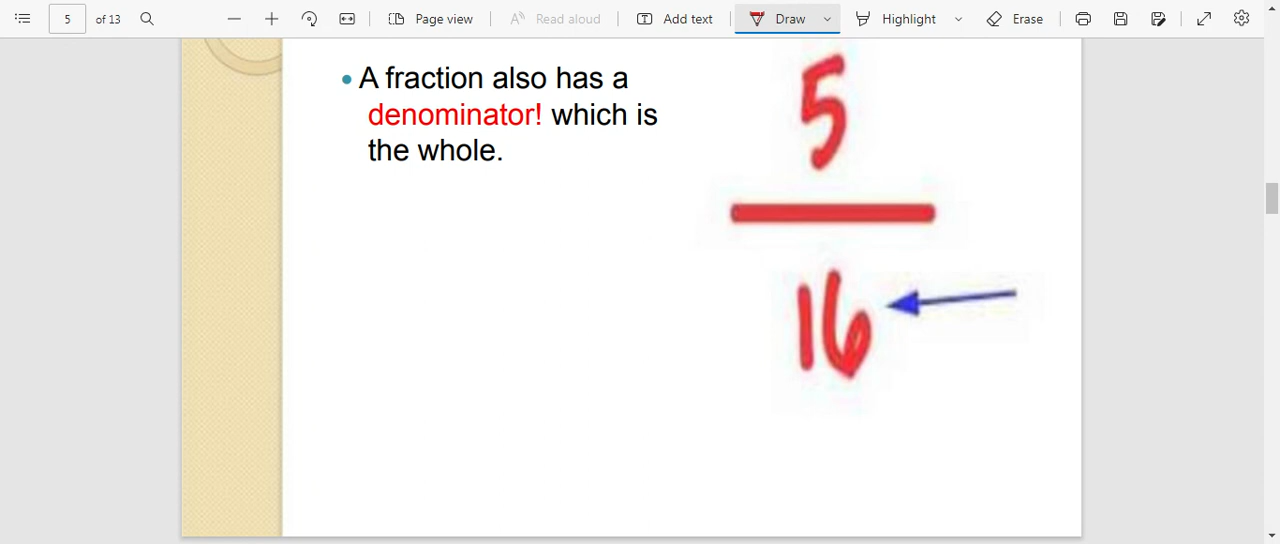 5 of 13 Page view Read aloud Add text Draw Highlight Erase
• A fraction also has a
denominator! which is
the whole.
5
16